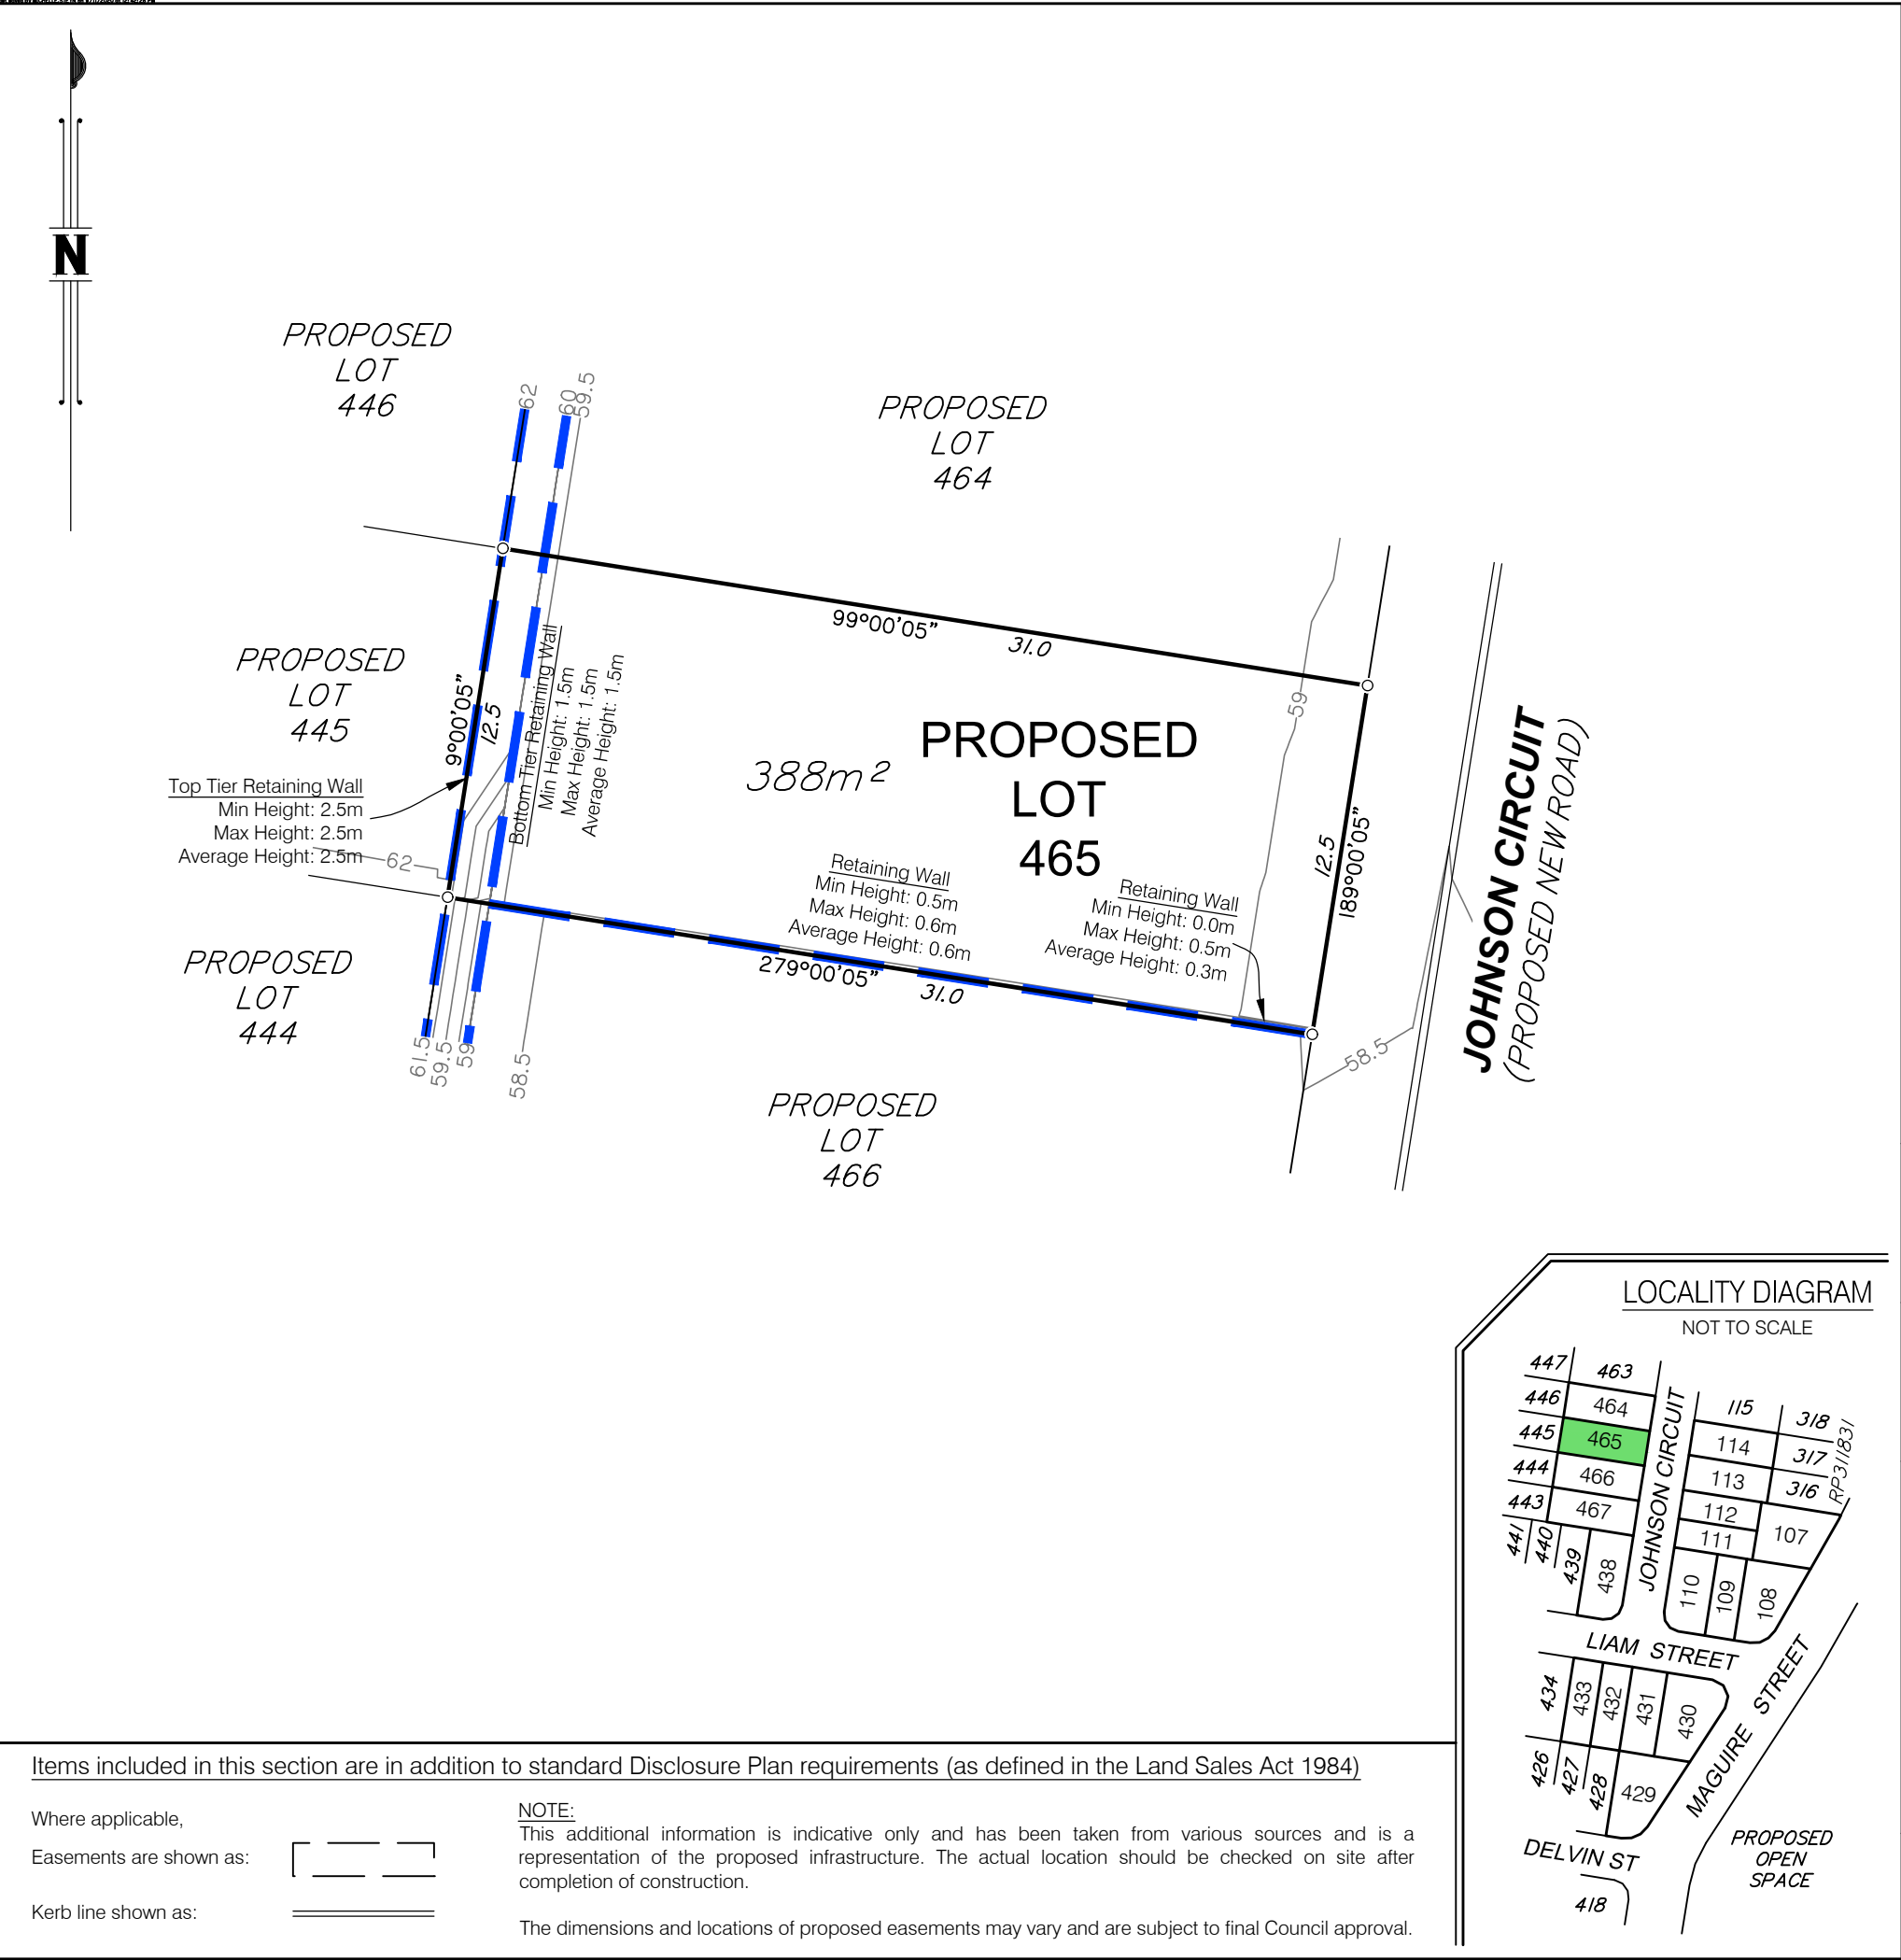 N
PROPOSED
LOT
446
62
60
59.5
PROPOSED
LOT
464
99°00'05"
31.0
PROPOSED
LOT
445
9°00'05"
12.5
Bottom Tier Retaining Wall
Min Height: 1.5m
Max Height: 1.5m
Average Height: 1.5m
59
388m²
PROPOSED
LOT
465
Top Tier Retaining Wall
Min Height: 2.5m
Max Height: 2.5m
Average Height: 2.5m
62
12.5
189°00'05"
JOHNSON CIRCUIT
(PROPOSED NEW ROAD)
Retaining Wall
Min Height: 0.5m
Max Height: 0.6m
Average Height: 0.6m
Retaining Wall
Min Height: 0.0m
Max Height: 0.5m
Average Height: 0.3m
279°00'05"
31.0
PROPOSED
LOT
444
61.5
59.5
59
58.5
58.5
PROPOSED
LOT
466
LOCALITY DIAGRAM
NOT TO SCALE
447
463
446
464
445
465
444
466
443
467
441
440
439
438
JOHNSON CIRCUIT
115
318
114
317
113
316
RP311831
112
111
107
110
109
108
LIAM STREET
434
433
432
431
430
MAGUIRE STREET
426
427
428
429
DELVIN ST
418
PROPOSED
OPEN
SPACE
Items included in this section are in addition to standard Disclosure Plan requirements (as defined in the Land Sales Act 1984)
Where applicable,
Easements are shown as:
Kerb line shown as:
NOTE:
This additional information is indicative only and has been taken from various sources and is a
representation of the proposed infrastructure. The actual location should be checked on site after
completion of construction.
The dimensions and locations of proposed easements may vary and are subject to final Council approval.